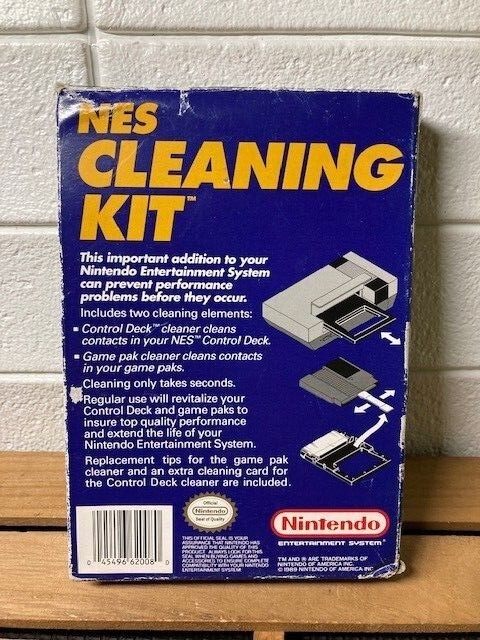 NES
CLEANING
KIT™
This important addition to your
Nintendo Entertainment System
can prevent performance
problems before they occur.
Includes two cleaning elements:
▪ Control Deck™ cleaner cleans
contacts in your NES™ Control Deck.
▪ Game pak cleaner cleans contacts
in your game paks.
Cleaning only takes seconds.
Regular use will revitalize your
Control Deck and game paks to
insure top quality performance
and extend the life of your
Nintendo Entertainment System.
Replacement tips for the game pak
cleaner and an extra cleaning card for
the Control Deck cleaner are included.
Official
Nintendo
Seal of Quality
THIS OFFICIAL SEAL IS YOUR
ASSURANCE THAT NINTENDO HAS
APPROVED THE QUALITY OF THIS
PRODUCT. ALWAYS LOOK FOR THIS
SEAL WHEN BUYING GAMES AND
ACCESSORIES TO ENSURE COMPLETE
COMPATIBILITY WITH YOUR NINTENDO
ENTERTAINMENT SYSTEM.
0 45496 62008 0
Nintendo®
ENTERTAINMENT SYSTEM™
TM AND ® ARE TRADEMARKS OF
NINTENDO OF AMERICA INC.
© 1989 NINTENDO OF AMERICA INC.